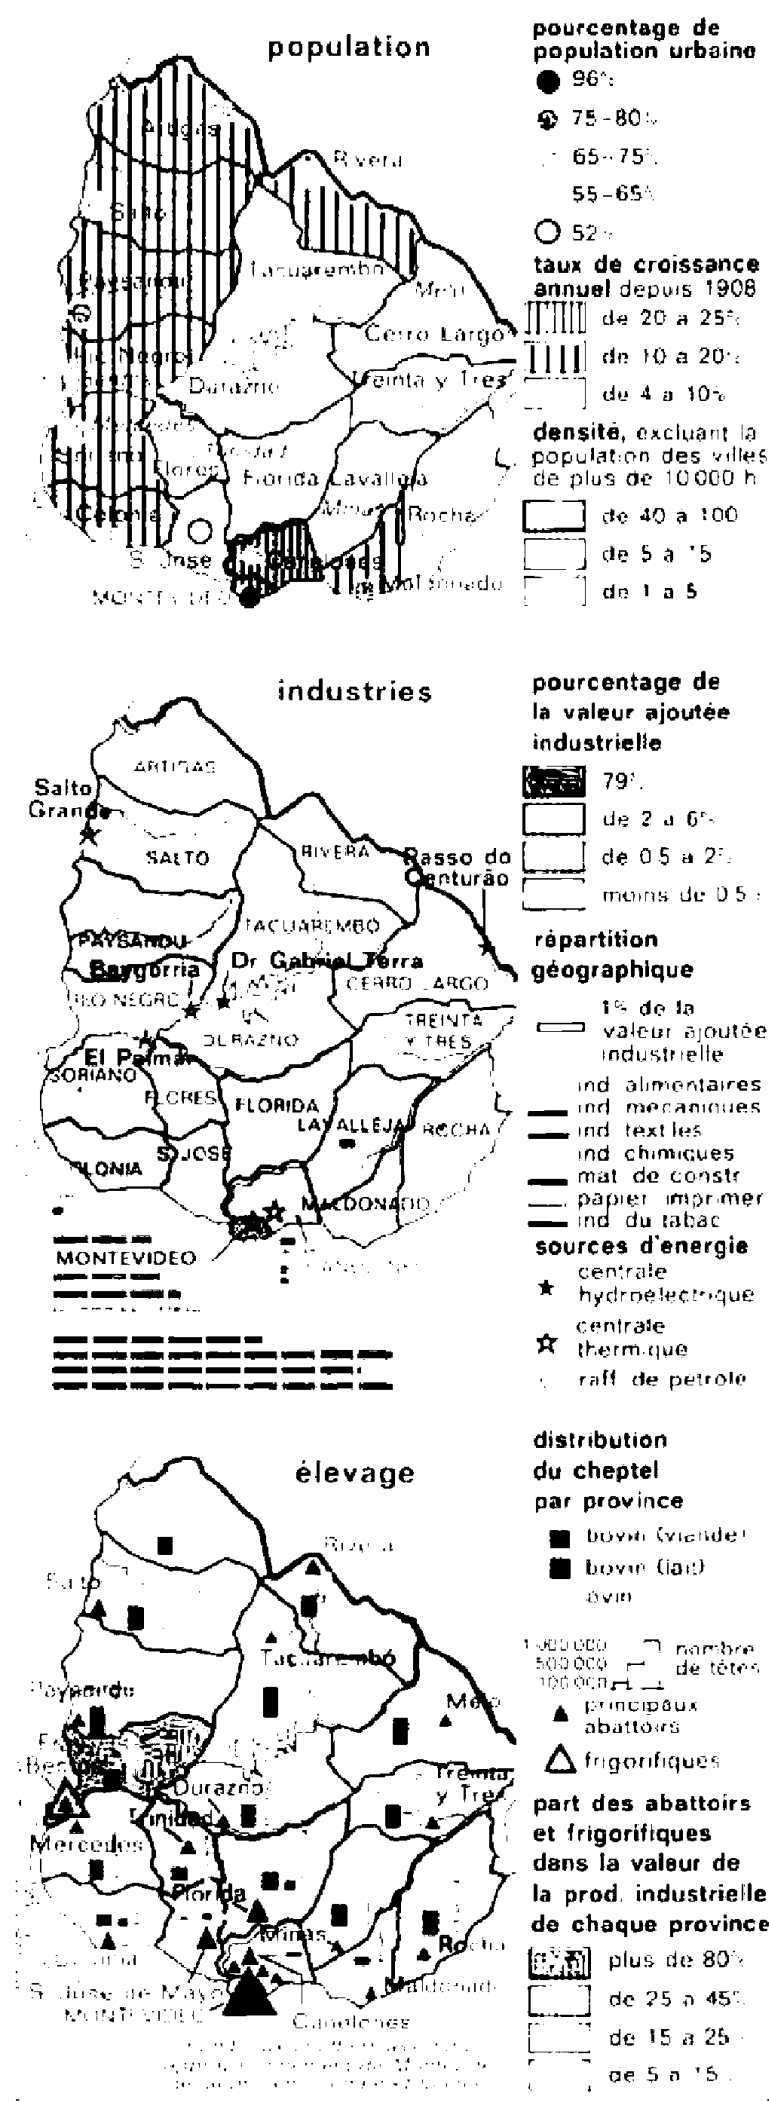 population
pourcentage de
population urbaine
96%
75-80%
65-75%
55-65%
52%
taux de croissance
annuel depuis 1908
de 20 a 25%
de 10 a 20%
de 4 a 10%
densité, excluant la
population des villes
de plus de 10 000 h
de 40 a 100
de 5 a 15
de 1 a 5
Artigas
Rivera
Salto
Paysandu
Tacuarembó
Melo
Cerro Largo
Rio Negro
Durazno
Treinta y Tres
Flores
Florida
Lavalleja
Minas
Colonia
Rocha
S. José
Canelones
Maldonado
MONTEVIDEO
industries
pourcentage de
la valeur ajoutée
industrielle
79%
de 2 a 6%
de 0.5 a 2%
moins de 0.5
répartition
géographique
1% de la
valeur ajoutée
industrielle
ind alimentaires
ind mécaniques
ind textiles
ind chimiques
mat de constr
papier imprimer
ind du tabac
sources d'énergie
centrale
hydroélectrique
centrale
thermique
raff de pétrole
ARTIGAS
Salto
Grande
SALTO
RIVERA
Passo do
Centurão
TACUAREMBÓ
PAYSANDU
Baygorria
Dr Gabriel Terra
RIO NEGRO
CERRO LARGO
DURAZNO
TREINTA
Y TRES
El Palmar
SORIANO
FLORES
FLORIDA
LAVALLEJA
ROCHA
S. JOSÉ
COLONIA
MALDONADO
MONTEVIDEO
élevage
distribution
du cheptel
par province
bovin (viande)
bovin (lait)
ovin
1 000 000
500 000
100 000
nombre
de têtes
principaux
abattoirs
frigorifiques
part des abattoirs
et frigorifiques
dans la valeur de
la prod. industrielle
de chaque province
plus de 80%
de 25 a 45%
de 15 a 25
de 5 a 15
Rivera
Salto
Tacuarembó
Paysandu
Melo
Durazno
Treinta
y Tres
Trinidad
Mercedes
Florida
Minas
Rocha
S. José de Mayo
Maldonado
MONTEVIDEO
Canelones